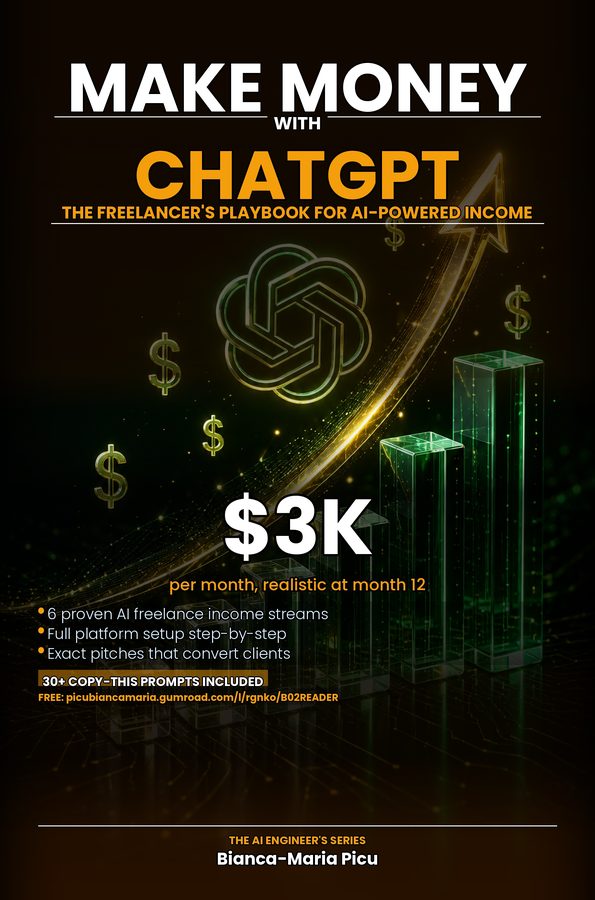 MAKE MONEY
WITH
CHATGPT
THE FREELANCER'S PLAYBOOK FOR AI-POWERED INCOME
$3K
per month, realistic at month 12
6 proven AI freelance income streams
Full platform setup step-by-step
Exact pitches that convert clients
30+ COPY-THIS PROMPTS INCLUDED
FREE: picubiancamaria.gumroad.com/l/rgnko/B02READER
THE AI ENGINEER'S SERIES
Bianca-Maria Picu